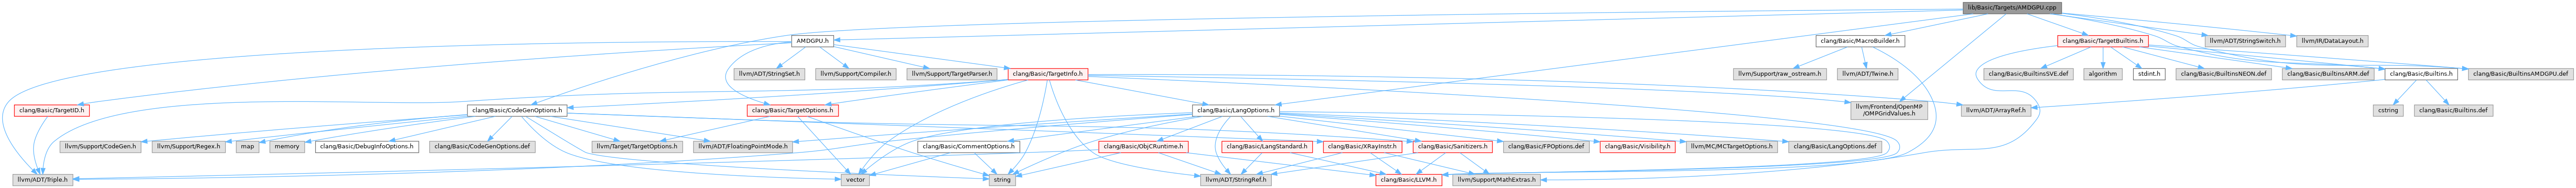 lib/Basic/Targets/AMDGPU.cpp
AMDGPU.h
clang/Basic/MacroBuilder.h
clang/Basic/TargetBuiltins.h
llvm/ADT/StringSwitch.h
llvm/IR/DataLayout.h
llvm/ADT/StringSet.h
llvm/Support/Compiler.h
llvm/Support/TargetParser.h
clang/Basic/TargetInfo.h
llvm/Support/raw_ostream.h
llvm/ADT/Twine.h
clang/Basic/BuiltinsSVE.def
algorithm
stdint.h
clang/Basic/BuiltinsNEON.def
clang/Basic/BuiltinsARM.def
clang/Basic/Builtins.h
clang/Basic/BuiltinsAMDGPU.def
clang/Basic/TargetID.h
clang/Basic/CodeGenOptions.h
clang/Basic/TargetOptions.h
clang/Basic/LangOptions.h
llvm/Frontend/OpenMP
/OMPGridValues.h
llvm/ADT/ArrayRef.h
cstring
clang/Basic/Builtins.def
llvm/Support/CodeGen.h
llvm/Support/Regex.h
map
memory
clang/Basic/DebugInfoOptions.h
clang/Basic/CodeGenOptions.def
llvm/Target/TargetOptions.h
llvm/ADT/FloatingPointMode.h
clang/Basic/CommentOptions.h
clang/Basic/ObjCRuntime.h
clang/Basic/LangStandard.h
clang/Basic/XRayInstr.h
clang/Basic/Sanitizers.h
clang/Basic/FPOptions.def
clang/Basic/Visibility.h
llvm/MC/MCTargetOptions.h
clang/Basic/LangOptions.def
llvm/ADT/Triple.h
vector
string
llvm/ADT/StringRef.h
clang/Basic/LLVM.h
llvm/Support/MathExtras.h